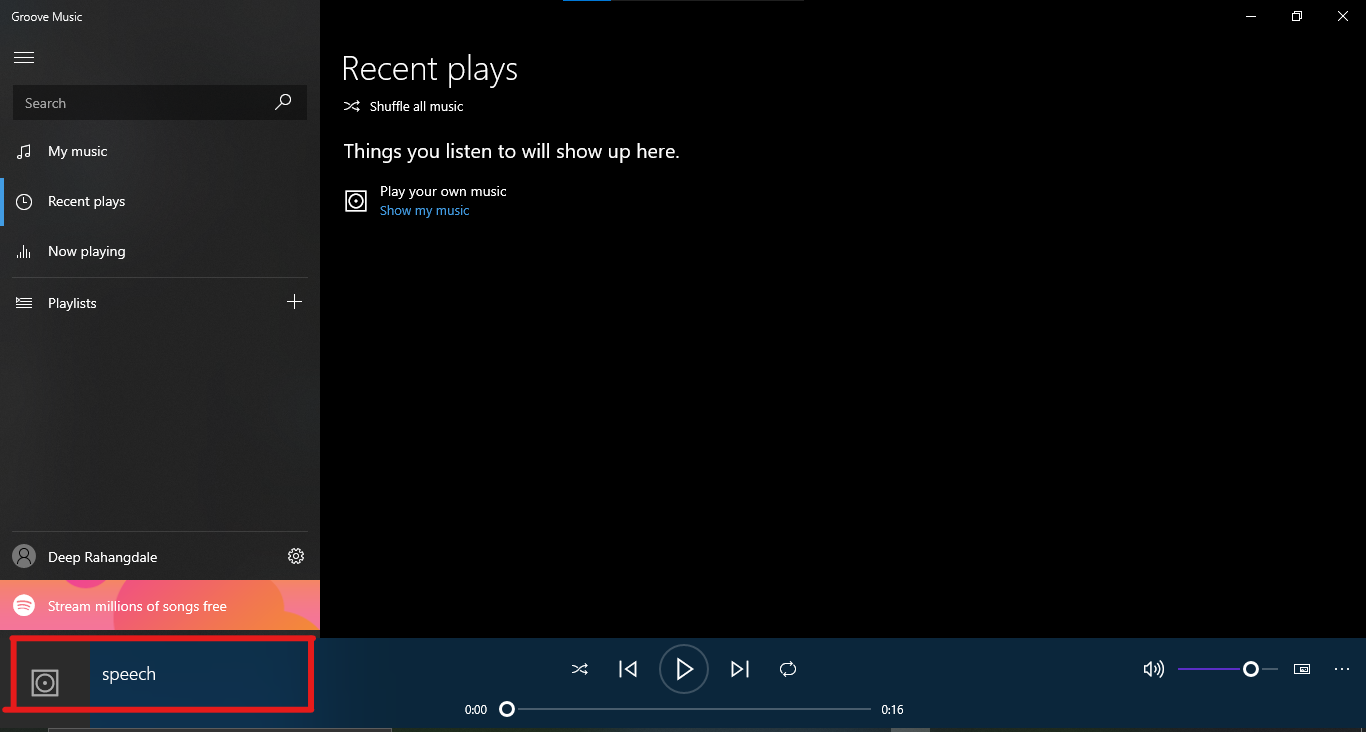 Groove Music
Search
My music
Recent plays
Now playing
Playlists
Deep Rahangdale
Stream millions of songs free
speech
Recent plays
Shuffle all music
Things you listen to will show up here.
Play your own music
Show my music
0:00
0:16